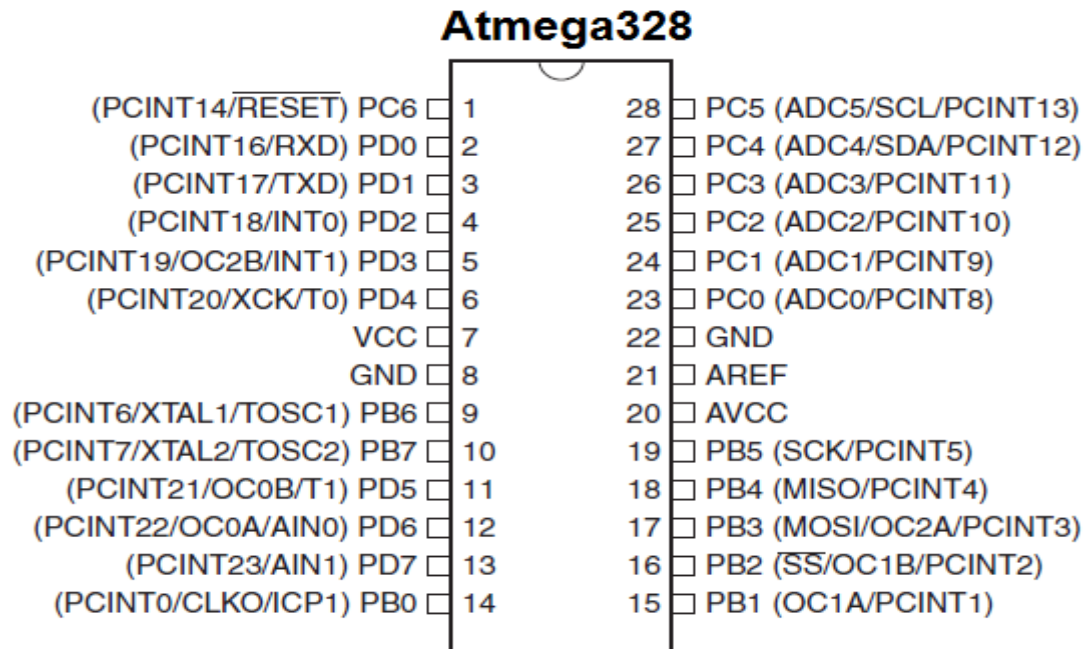 Atmega328
(PCINT14/RESET) PC6 1 28 PC5 (ADC5/SCL/PCINT13)
(PCINT16/RXD) PD0 2 27 PC4 (ADC4/SDA/PCINT12)
(PCINT17/TXD) PD1 3 26 PC3 (ADC3/PCINT11)
(PCINT18/INT0) PD2 4 25 PC2 (ADC2/PCINT10)
(PCINT19/OC2B/INT1) PD3 5 24 PC1 (ADC1/PCINT9)
(PCINT20/XCK/T0) PD4 6 23 PC0 (ADC0/PCINT8)
VCC 7 22 GND
GND 8 21 AREF
(PCINT6/XTAL1/TOSC1) PB6 9 20 AVCC
(PCINT7/XTAL2/TOSC2) PB7 10 19 PB5 (SCK/PCINT5)
(PCINT21/OC0B/T1) PD5 11 18 PB4 (MISO/PCINT4)
(PCINT22/OC0A/AIN0) PD6 12 17 PB3 (MOSI/OC2A/PCINT3)
(PCINT23/AIN1) PD7 13 16 PB2 (SS/OC1B/PCINT2)
(PCINT0/CLKO/ICP1) PB0 14 15 PB1 (OC1A/PCINT1)